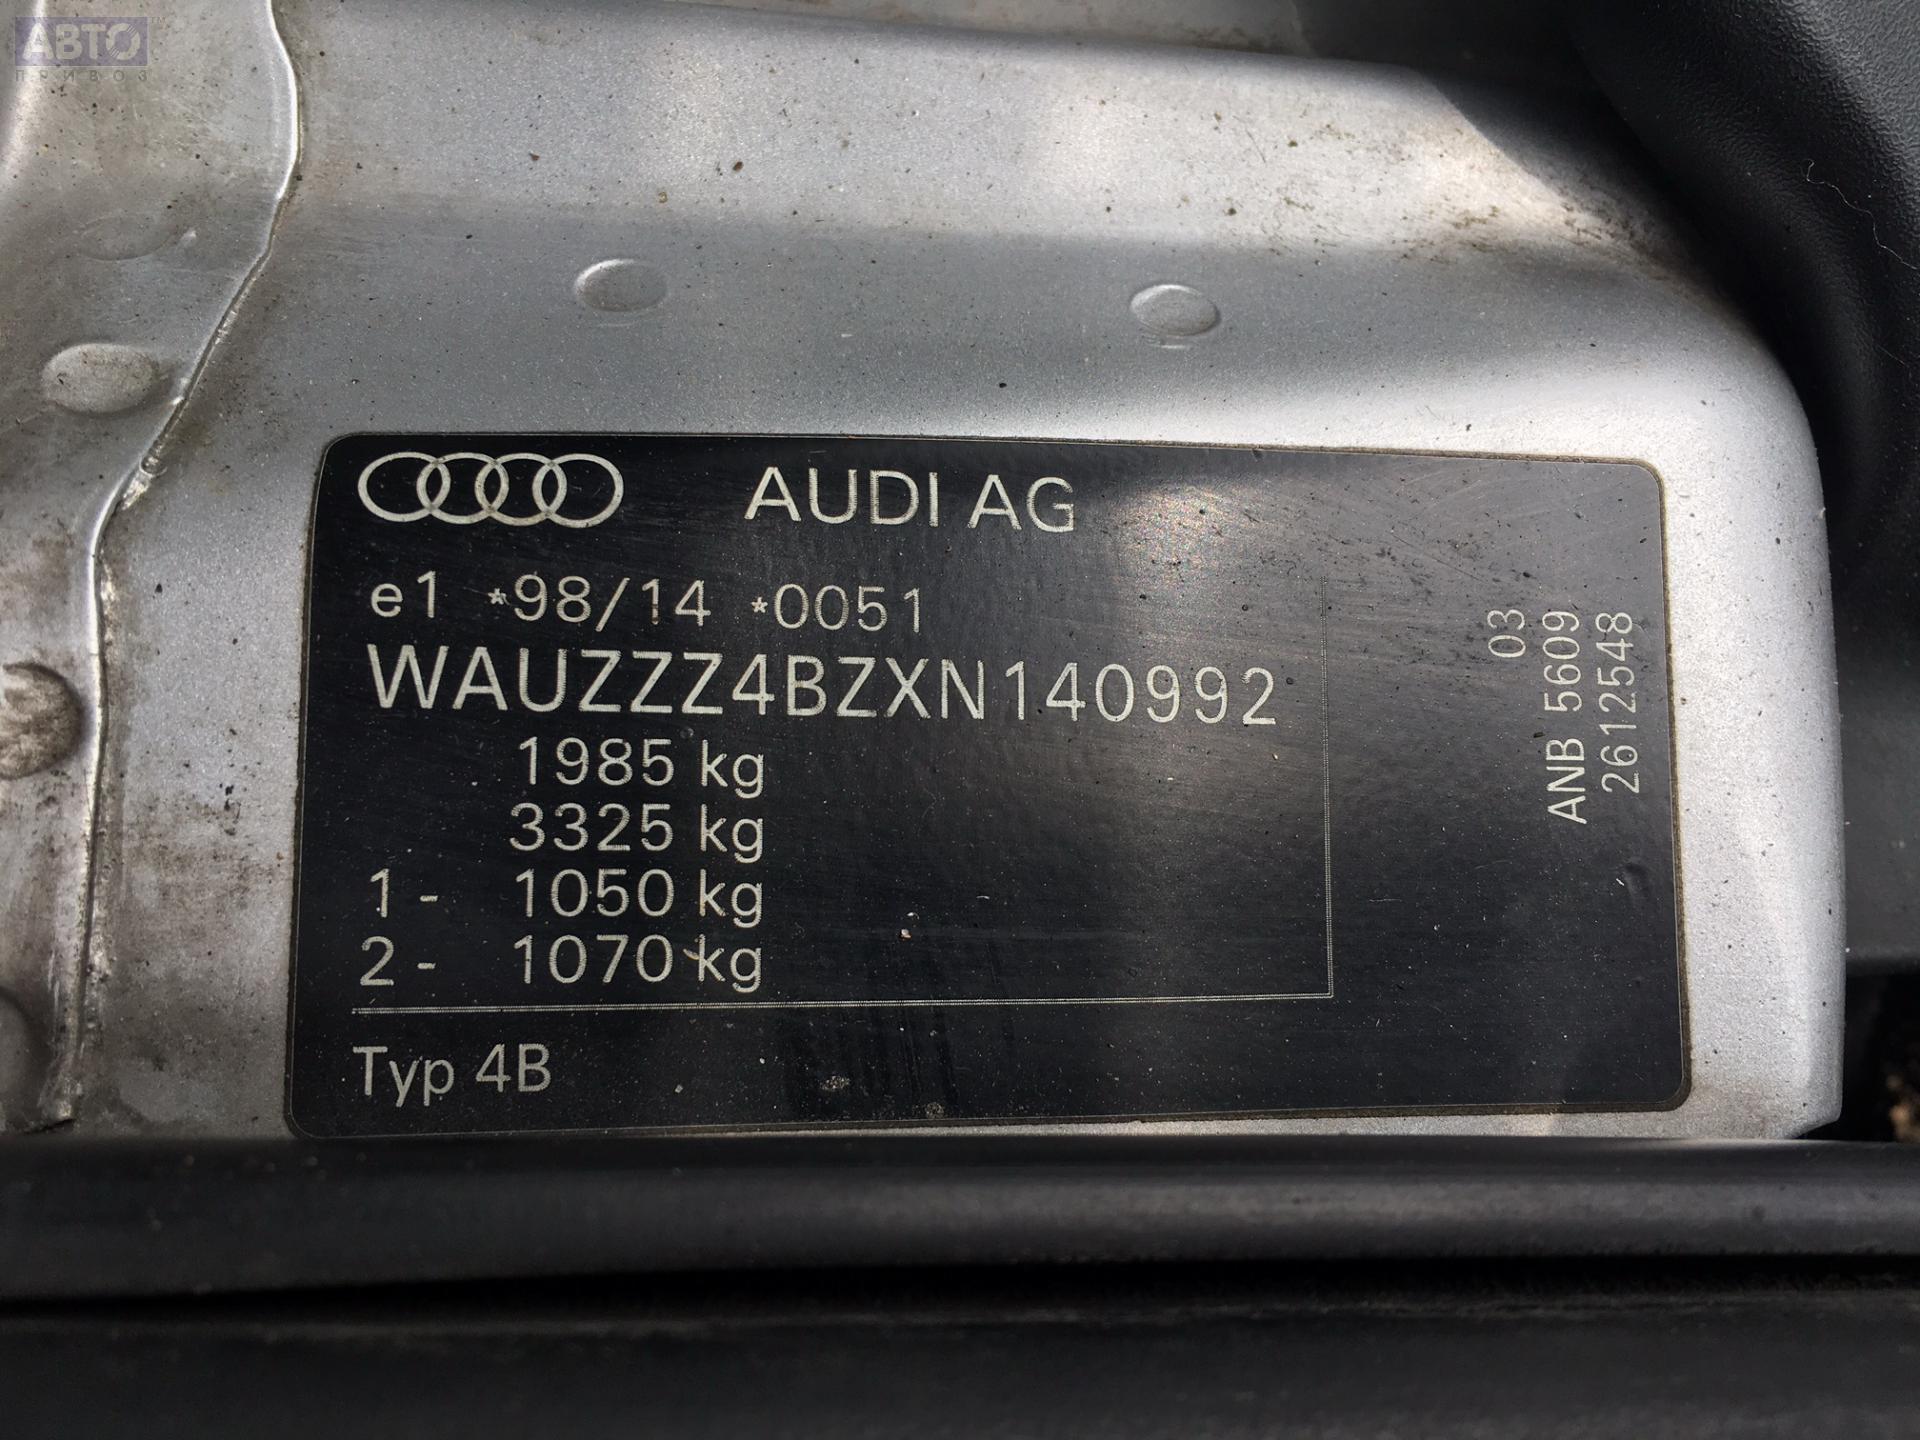 АВТО
ПРИВОЗ
AUDI AG
e1 *98/14 *0051
WAUZZZ4BZXN140992
1985 kg
3325 kg
1 - 1050 kg
2 - 1070 kg
Typ 4B
03
ANB 5609
2612548